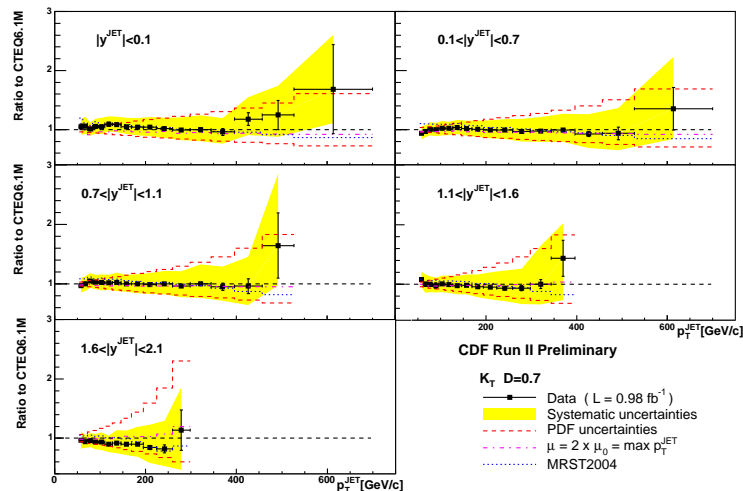 3
2
1
Ratio to CTEQ6.1M
|y^JET|<0.1
0.1<|y^JET|<0.7
3
2
1
Ratio to CTEQ6.1M
0.7<|y^JET|<1.1
1.1<|y^JET|<1.6
200 400 600
p_T^JET[GeV/c]
3
2
1
0
Ratio to CTEQ6.1M
1.6<|y^JET|<2.1
0 200 400 600
p_T^JET[GeV/c]
CDF Run II Preliminary
K_T D=0.7
Data ( L = 0.98 fb^-1)
Systematic uncertainties
PDF uncertainties
μ = 2 x μ_0 = max p_T^JET
MRST2004